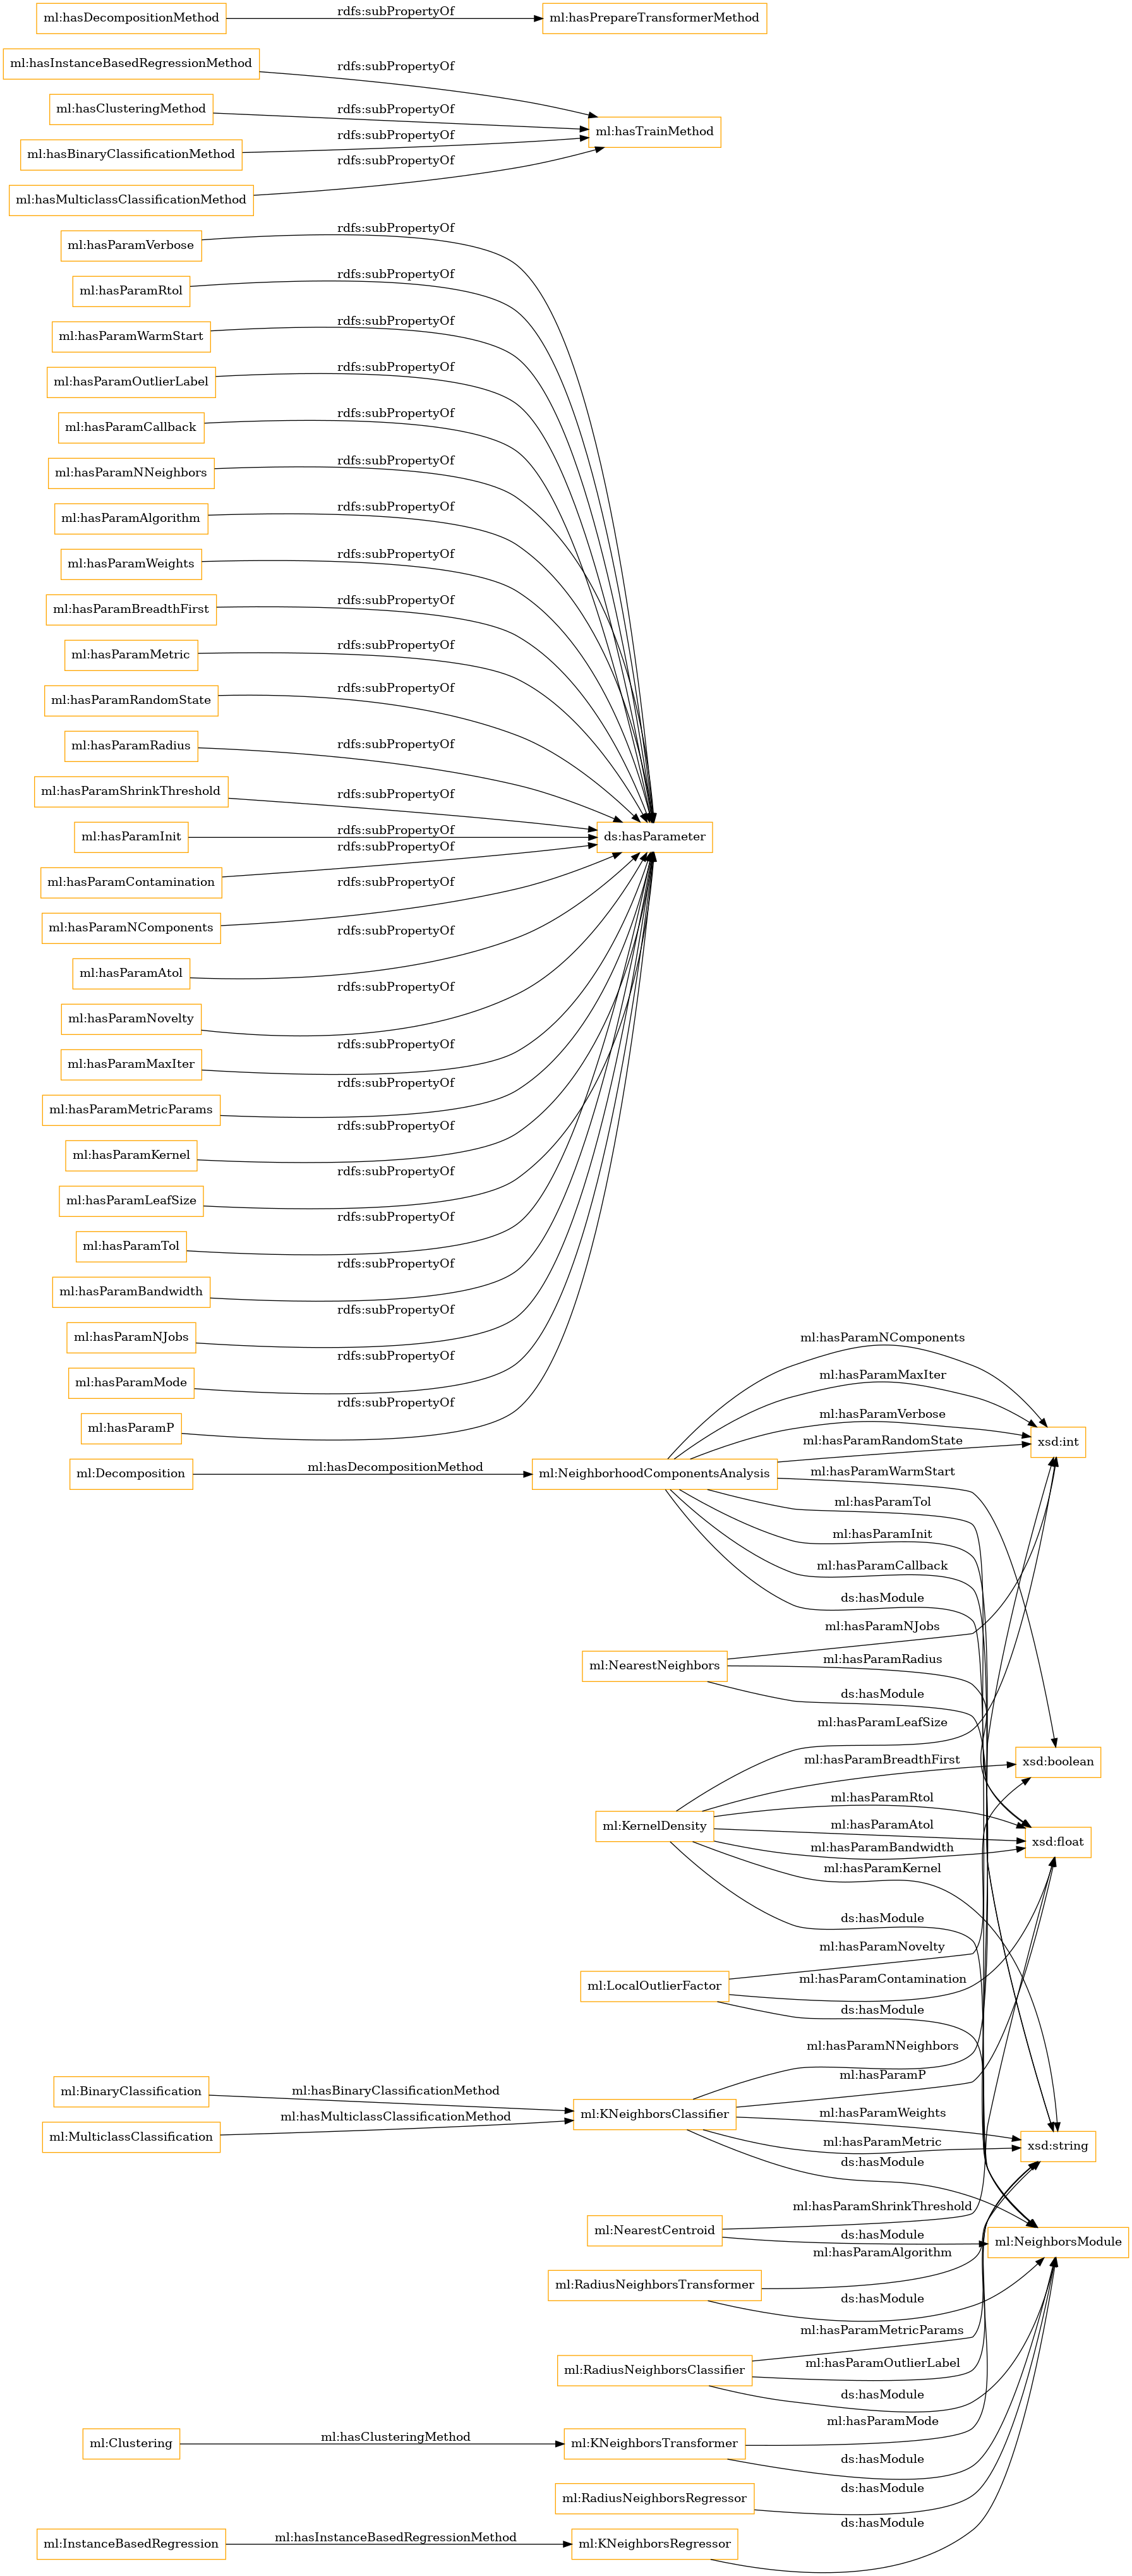 ml:hasDecompositionMethod rdfs:subPropertyOf ml:hasPrepareTransformerMethod
ml:hasInstanceBasedRegressionMethod rdfs:subPropertyOf
ml:hasClusteringMethod rdfs:subPropertyOf
ml:hasTrainMethod
ml:hasBinaryClassificationMethod rdfs:subPropertyOf
ml:hasMulticlassClassificationMethod rdfs:subPropertyOf
ml:hasParamVerbose rdfs:subPropertyOf
ml:hasParamRtol rdfs:subPropertyOf
ml:hasParamWarmStart rdfs:subPropertyOf
ml:hasParamOutlierLabel rdfs:subPropertyOf
ml:hasParamCallback rdfs:subPropertyOf
ml:hasParamNNeighbors rdfs:subPropertyOf
ml:hasParamAlgorithm rdfs:subPropertyOf
ml:hasParamWeights rdfs:subPropertyOf
ml:hasParamBreadthFirst rdfs:subPropertyOf
ml:hasParamMetric rdfs:subPropertyOf
ml:hasParamRandomState rdfs:subPropertyOf
ml:hasParamRadius rdfs:subPropertyOf
ml:hasParamShrinkThreshold rdfs:subPropertyOf
ml:hasParamInit rdfs:subPropertyOf ds:hasParameter
ml:hasParamContamination rdfs:subPropertyOf
ml:hasParamNComponents rdfs:subPropertyOf
ml:hasParamAtol rdfs:subPropertyOf
ml:hasParamNovelty rdfs:subPropertyOf
ml:hasParamMaxIter rdfs:subPropertyOf
ml:hasParamMetricParams rdfs:subPropertyOf
ml:hasParamKernel rdfs:subPropertyOf
ml:hasParamLeafSize rdfs:subPropertyOf
ml:hasParamTol rdfs:subPropertyOf
ml:hasParamBandwidth rdfs:subPropertyOf
ml:hasParamNJobs rdfs:subPropertyOf
ml:hasParamMode rdfs:subPropertyOf
ml:hasParamP rdfs:subPropertyOf
ml:hasParamNComponents
ml:hasParamMaxIter
ml:hasParamVerbose
ml:hasParamRandomState
xsd:int
ml:Decomposition ml:hasDecompositionMethod ml:NeighborhoodComponentsAnalysis
ml:hasParamWarmStart
ml:hasParamTol
ml:hasParamInit
ml:hasParamCallback
ds:hasModule
ml:hasParamNJobs
ml:NearestNeighbors ml:hasParamRadius
ds:hasModule
ml:hasParamLeafSize
ml:hasParamBreadthFirst xsd:boolean
ml:hasParamRtol
ml:KernelDensity ml:hasParamAtol
xsd:float
ml:hasParamBandwidth
ml:hasParamKernel
ds:hasModule
ml:hasParamNovelty
ml:LocalOutlierFactor ml:hasParamContamination
ds:hasModule
ml:hasParamNNeighbors
ml:hasParamP
ml:BinaryClassification ml:hasBinaryClassificationMethod
ml:KNeighborsClassifier ml:hasParamWeights
ml:MulticlassClassification ml:hasMulticlassClassificationMethod
ml:hasParamMetric xsd:string
ds:hasModule
ml:hasParamShrinkThreshold
ml:NearestCentroid ds:hasModule ml:NeighborsModule
ml:hasParamAlgorithm
ml:RadiusNeighborsTransformer
ds:hasModule
ml:hasParamMetricParams
ml:RadiusNeighborsClassifier ml:hasParamOutlierLabel
ds:hasModule
ml:hasParamMode
ml:Clustering ml:hasClusteringMethod ml:KNeighborsTransformer
ds:hasModule
ml:RadiusNeighborsRegressor ds:hasModule
ds:hasModule
ml:InstanceBasedRegression ml:hasInstanceBasedRegressionMethod ml:KNeighborsRegressor